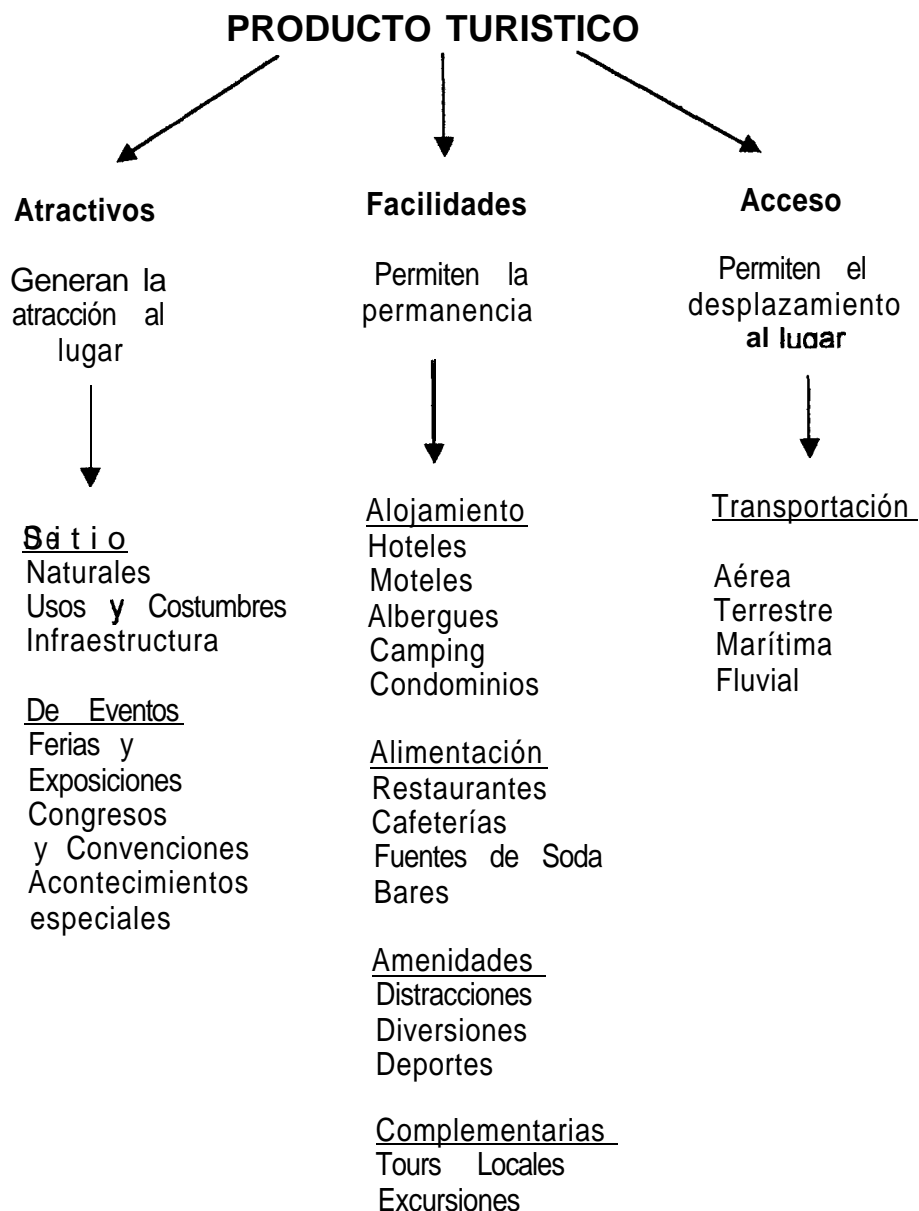 PRODUCTO TURISTICO
Atractivos
Generan la
atracción al
lugar
De Sitio
Naturales
Usos y Costumbres
Infraestructura
De Eventos
Ferias y
Exposiciones
Congresos
y Convenciones
Acontecimientos
especiales
Facilidades
Permiten la
permanencia
Alojamiento
Hoteles
Moteles
Albergues
Camping
Condominios
Alimentación
Restaurantes
Cafeterías
Fuentes de Soda
Bares
Amenidades
Distracciones
Diversiones
Deportes
Complementarias
Tours Locales
Excursiones
Acceso
Permiten el
desplazamiento
al lugar
Transportación
Aérea
Terrestre
Marítima
Fluvial